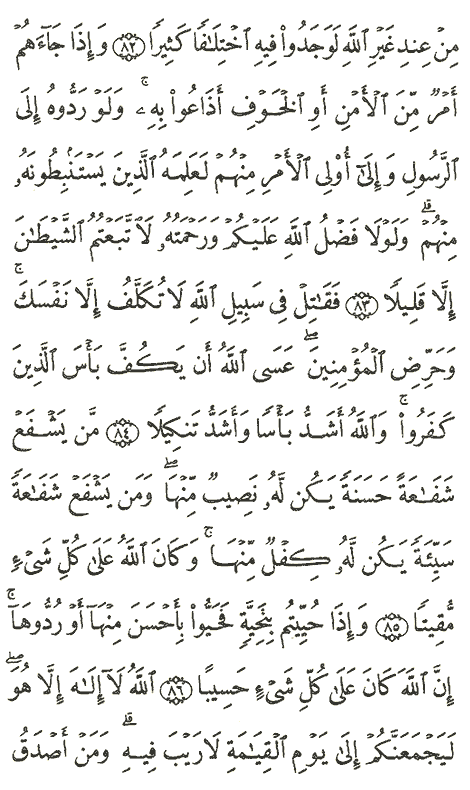 مِنْ عِندِ غَيْرِ ٱللَّهِ لَوَجَدُوا۟ فِيهِ ٱخْتِلَـٰفًا كَثِيرًا ۝٨٢ وَإِذَا جَآءَهُمْ
أَمْرٌ مِّنَ ٱلْأَمْنِ أَوِ ٱلْخَوْفِ أَذَاعُوا۟ بِهِۦ ۚ وَلَوْ رَدُّوهُ إِلَى
ٱلرَّسُولِ وَإِلَىٰٓ أُو۟لِى ٱلْأَمْرِ مِنْهُمْ لَعَلِمَهُ ٱلَّذِينَ يَسْتَنۢبِطُونَهُۥ
مِنْهُمْ ۗ وَلَوْلَا فَضْلُ ٱللَّهِ عَلَيْكُمْ وَرَحْمَتُهُۥ لَٱتَّبَعْتُمُ ٱلشَّيْطَـٰنَ
إِلَّا قَلِيلًا ۝٨٣ فَقَـٰتِلْ فِى سَبِيلِ ٱللَّهِ لَا تُكَلَّفُ إِلَّا نَفْسَكَ ۚ
وَحَرِّضِ ٱلْمُؤْمِنِينَ ۖ عَسَى ٱللَّهُ أَن يَكُفَّ بَأْسَ ٱلَّذِينَ
كَفَرُوا۟ ۚ وَٱللَّهُ أَشَدُّ بَأْسًا وَأَشَدُّ تَنكِيلًا ۝٨٤ مَّن يَشْفَعْ
شَفَـٰعَةً حَسَنَةً يَكُن لَّهُۥ نَصِيبٌ مِّنْهَا ۖ وَمَن يَشْفَعْ شَفَـٰعَةً
سَيِّئَةً يَكُن لَّهُۥ كِفْلٌ مِّنْهَا ۗ وَكَانَ ٱللَّهُ عَلَىٰ كُلِّ شَىْءٍ
مُّقِيتًا ۝٨٥ وَإِذَا حُيِّيتُم بِتَحِيَّةٍ فَحَيُّوا۟ بِأَحْسَنَ مِنْهَآ أَوْ رُدُّوهَآ ۗ
إِنَّ ٱللَّهَ كَانَ عَلَىٰ كُلِّ شَىْءٍ حَسِيبًا ۝٨٦ ٱللَّهُ لَآ إِلَـٰهَ إِلَّا هُوَ ۚ
لَيَجْمَعَنَّكُمْ إِلَىٰ يَوْمِ ٱلْقِيَـٰمَةِ لَا رَيْبَ فِيهِ ۗ وَمَنْ أَصْدَقُ